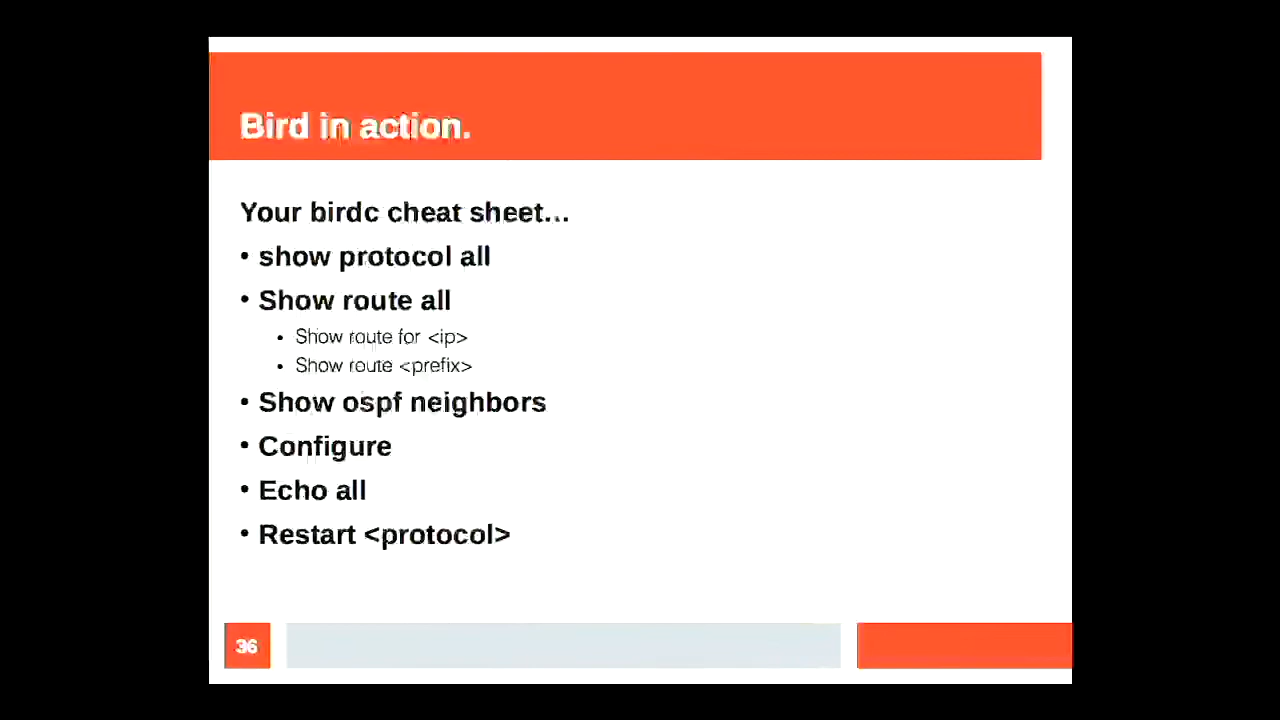 Bird in action.
Your birdc cheat sheet...
• show protocol all
• Show route all
• Show route for <ip>
• Show route <prefix>
• Show ospf neighbors
• Configure
• Echo all
• Restart <protocol>
36